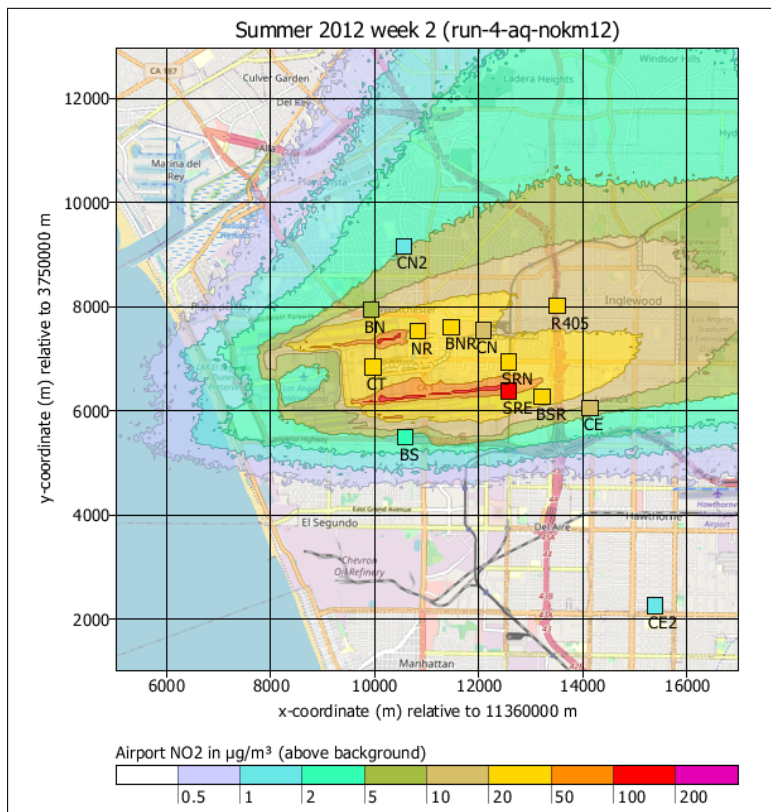 Summer 2012 week 2 (run-4-aq-nokm12)
Windsor Hills
CA 187
Culver Garden
Ladera Heights
Del Rey
12000
Marina del
Rey
10000
CN2
8000
BN
NR
BNR
CN
R405
Inglewood
SRN
CT
SRE
BSR
CE
6000
BS
4000
El Segundo
East Grand Avenue
Del Aire
Hawthorne
Hawthorne
Municipal
Airport
Chevron
Oil Refinery
2000
CE2
Manhattan
6000 8000 10000 12000 14000 16000
x-coordinate (m) relative to 11360000 m
y-coordinate (m) relative to 3750000 m
Airport NO2 in μg/m³ (above background)
0.5 1 2 5 10 20 50 100 200